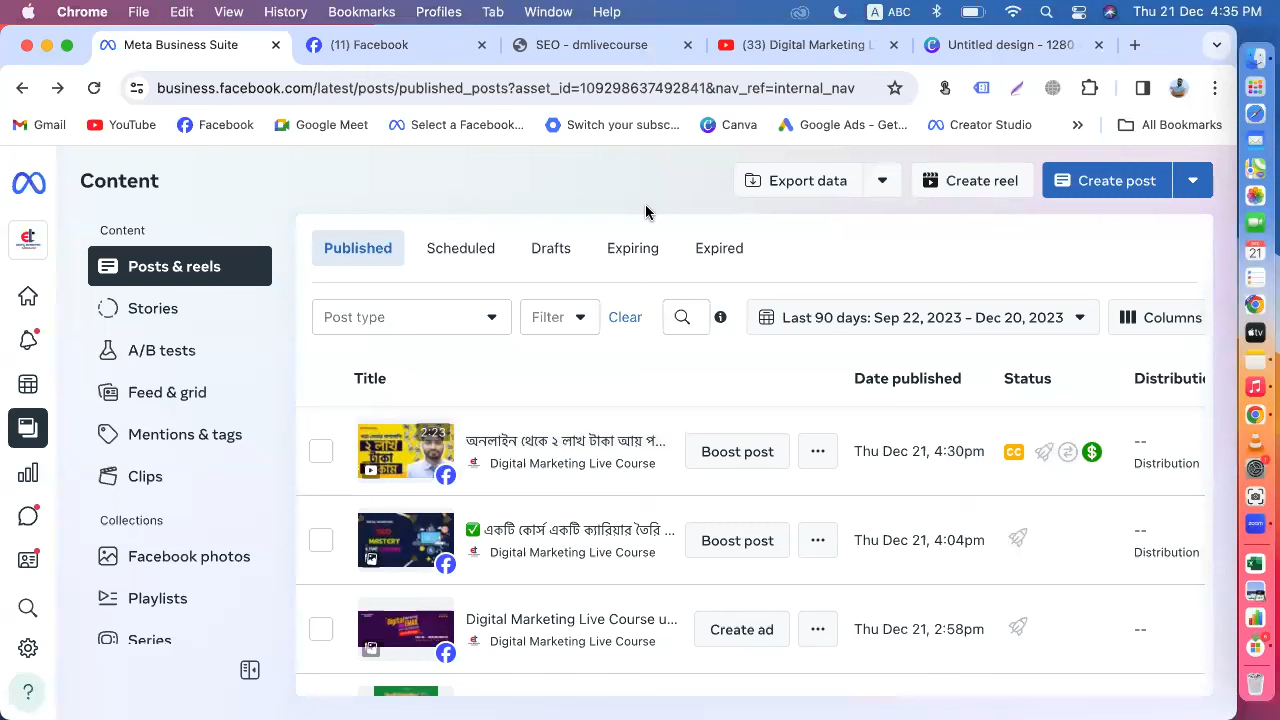 Chrome File Edit View History Bookmarks Profiles Tab Window Help A ABC Thu 21 Dec 4:35 PM
Meta Business Suite (11) Facebook SEO - dmlivecourse (33) Digital Marketing L Untitled design - 1280
business.facebook.com/latest/posts/published_posts?asset_id=109298637492841&nav_ref=internal_nav
Gmail YouTube Facebook Google Meet Select a Facebook... Switch your subsc... Canva Google Ads - Get... Creator Studio » All Bookmarks
Content
Export data Create reel Create post
Content
Posts & reels
Stories
A/B tests
Feed & grid
Mentions & tags
Clips
Collections
Facebook photos
Playlists
Series
Published Scheduled Drafts Expiring Expired
Post type Filter Clear Last 90 days: Sep 22, 2023 – Dec 20, 2023 Columns
Title Date published Status Distributio
2:23
২ লাখ
টাকা
অনলাইন থেকে ২ লাখ টাকা আয় প...
Digital Marketing Live Course
Boost post ... Thu Dec 21, 4:30pm CC --
Distribution
✅ একটি কোর্স একটি ক্যারিয়ার তৈরি ...
Digital Marketing Live Course
Boost post ... Thu Dec 21, 4:04pm --
Distribution
Digital Marketing Live Course u...
Digital Marketing Live Course
Create ad ... Thu Dec 21, 2:58pm --